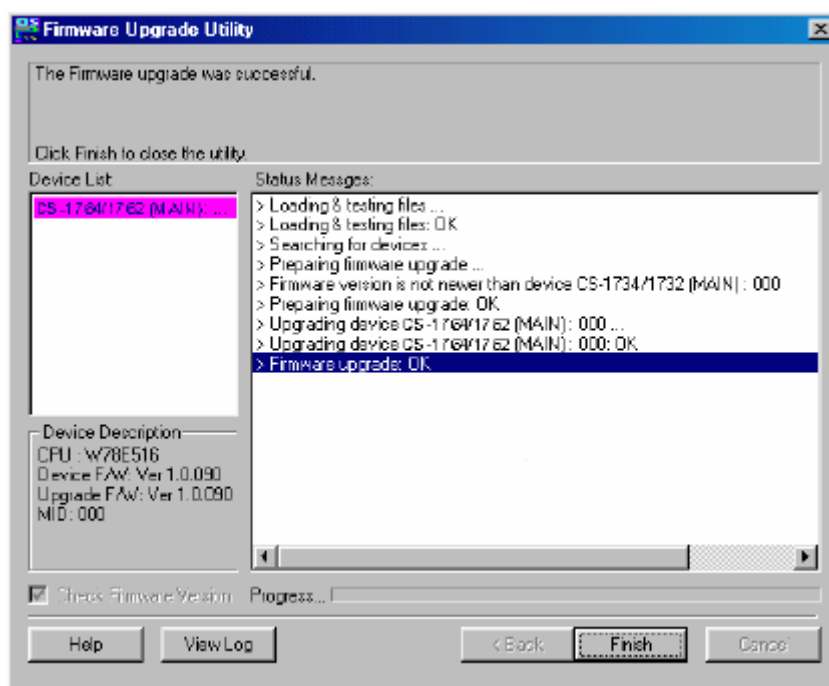 Firmware Upgrade Utility
The Firmware upgrade was successful.
Click Finish to close the utility.
Device List:
Status Messges:
CS-1764/1762 (MAIN): ...
> Loading & testing files ...
> Loading & testing files: OK
> Searching for devices ...
> Preparing firmware upgrade ...
> Firmware version is not newer than device CS-1734/1732 (MAIN) : 000
> Preparing firmware upgrade: OK
> Upgrading device CS-1764/1762 (MAIN) : 000 ...
> Upgrading device CS-1764/1762 (MAIN) : 000: OK
> Firmware upgrade: OK
Device Description
CPU : W78E516
Device F/W: Ver 1.0.090
Upgrade F/W: Ver 1.0.090
MID: 000
Check Firmware Version
Progress...
Help
View Log
< Back
Finish
Cancel